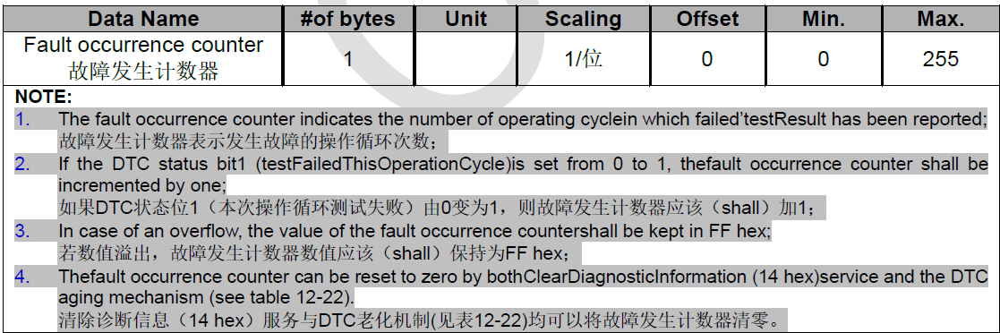 Data Name #of bytes Unit Scaling Offset Min. Max.
Fault occurrence counter
故障发生计数器 1 1/位 0 0 255
NOTE:
1. The fault occurrence counter indicates the number of operating cyclein which failed'testResult has been reported;
故障发生计数器表示发生故障的操作循环次数；
2. If the DTC status bit1 (testFailedThisOperationCycle)is set from 0 to 1, thefault occurrence counter shall be
incremented by one;
如果DTC状态位1（本次操作循环测试失败）由0变为1，则故障发生计数器应该（shall）加1；
3. In case of an overflow, the value of the fault occurrence countershall be kept in FF hex;
若数值溢出，故障发生计数器数值应该（shall）保持为FF hex；
4. Thefault occurrence counter can be reset to zero by bothClearDiagnosticInformation (14 hex)service and the DTC
aging mechanism (see table 12-22).
清除诊断信息（14 hex）服务与DTC老化机制(见表12-22)均可以将故障发生计数器清零。